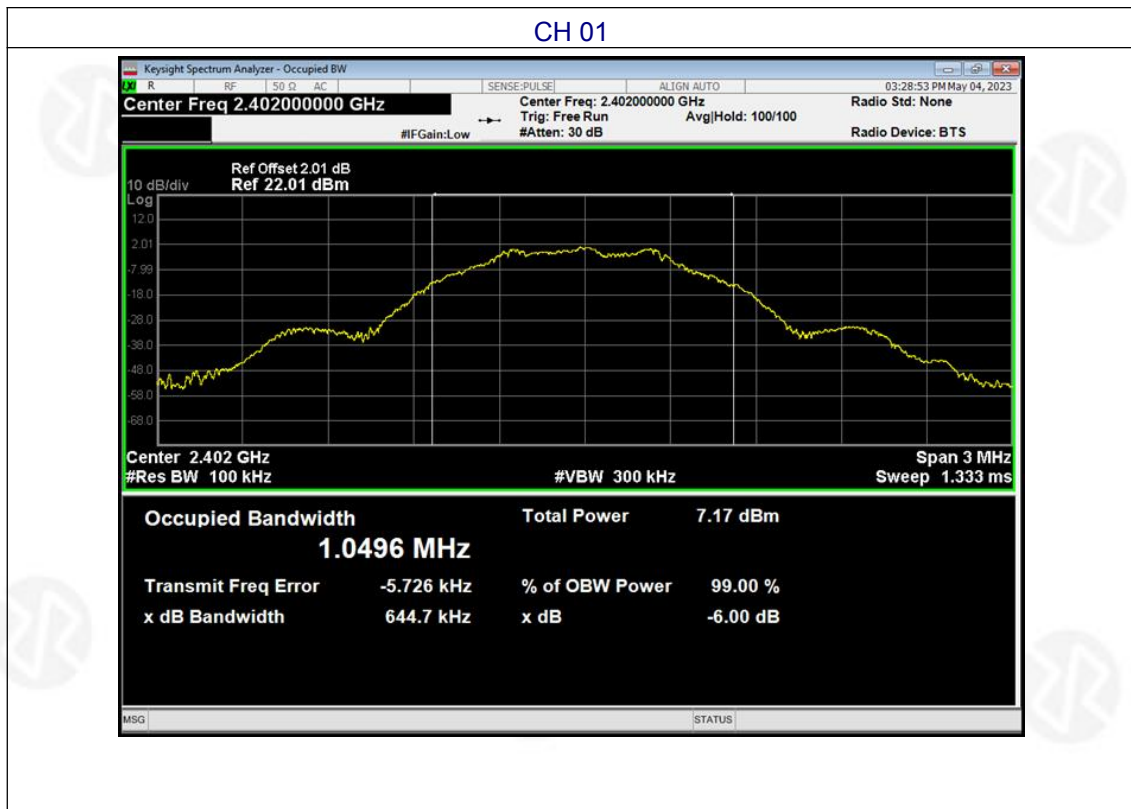 CH 01
Keysight Spectrum Analyzer - Occupied BW
LXI R RF 50 Ω AC SENSE:PULSE ALIGN AUTO 03:28:53 PM May 04, 2023
Center Freq 2.402000000 GHz Center Freq: 2.402000000 GHz Radio Std: None
Trig: Free Run Avg|Hold: 100/100
#IFGain:Low #Atten: 30 dB Radio Device: BTS
Ref Offset 2.01 dB
10 dB/div Ref 22.01 dBm
Log
12.0
2.01
-7.99
-18.0
-28.0
-38.0
-48.0
-58.0
-68.0
Center 2.402 GHz Span 3 MHz
#Res BW 100 kHz #VBW 300 kHz Sweep 1.333 ms
Occupied Bandwidth Total Power 7.17 dBm
1.0496 MHz
Transmit Freq Error -5.726 kHz % of OBW Power 99.00 %
x dB Bandwidth 644.7 kHz x dB -6.00 dB
MSG STATUS